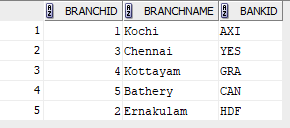 BRANCHID BRANCHNAME BANKID
1 1 Kochi AXI
2 3 Chennai YES
3 4 Kottayam GRA
4 5 Bathery CAN
5 2 Ernakulam HDF